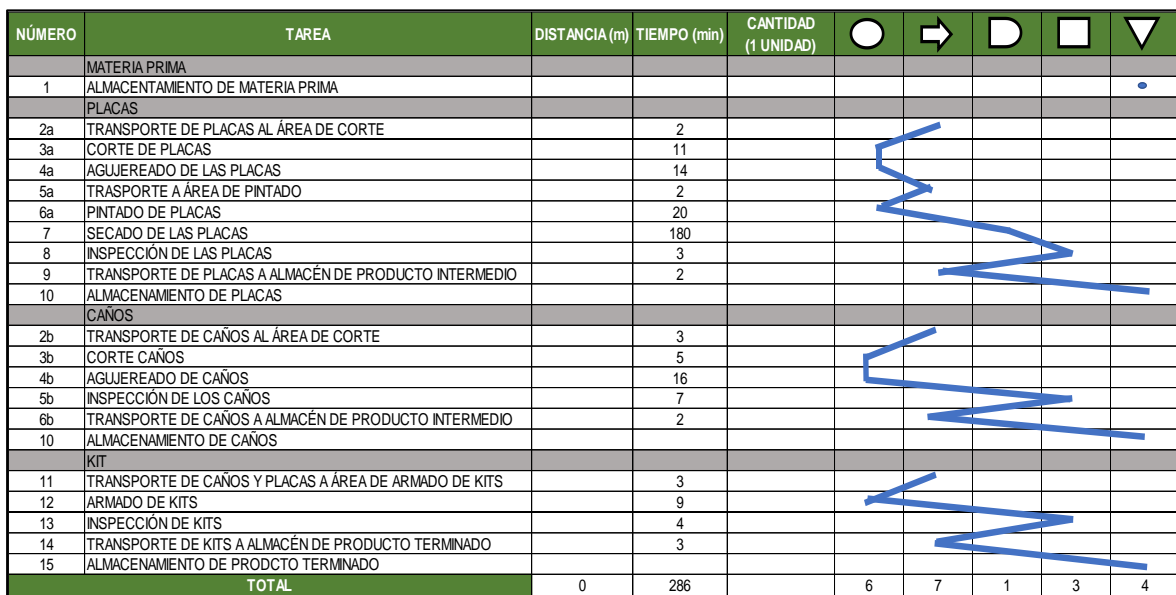 NÚMERO TAREA DISTANCIA (m) TIEMPO (min) CANTIDAD (1 UNIDAD)
MATERIA PRIMA
1 ALMACENTAMIENTO DE MATERIA PRIMA
PLACAS
2a TRANSPORTE DE PLACAS AL ÁREA DE CORTE 2
3a CORTE DE PLACAS 11
4a AGUJEREADO DE LAS PLACAS 14
5a TRASPORTE A ÁREA DE PINTADO 2
6a PINTADO DE PLACAS 20
7 SECADO DE LAS PLACAS 180
8 INSPECCIÓN DE LAS PLACAS 3
9 TRANSPORTE DE PLACAS A ALMACÉN DE PRODUCTO INTERMEDIO 2
10 ALMACENAMIENTO DE PLACAS
CAÑOS
2b TRANSPORTE DE CAÑOS AL ÁREA DE CORTE 3
3b CORTE CAÑOS 5
4b AGUJEREADO DE CAÑOS 16
5b INSPECCIÓN DE LOS CAÑOS 7
6b TRANSPORTE DE CAÑOS A ALMACÉN DE PRODUCTO INTERMEDIO 2
10 ALMACENAMIENTO DE CAÑOS
KIT
11 TRANSPORTE DE CAÑOS Y PLACAS A ÁREA DE ARMADO DE KITS 3
12 ARMADO DE KITS 9
13 INSPECCIÓN DE KITS 4
14 TRANSPORTE DE KITS A ALMACÉN DE PRODUCTO TERMINADO 3
15 ALMACENAMIENTO DE PRODCTO TERMINADO
TOTAL 0 286 6 7 1 3 4